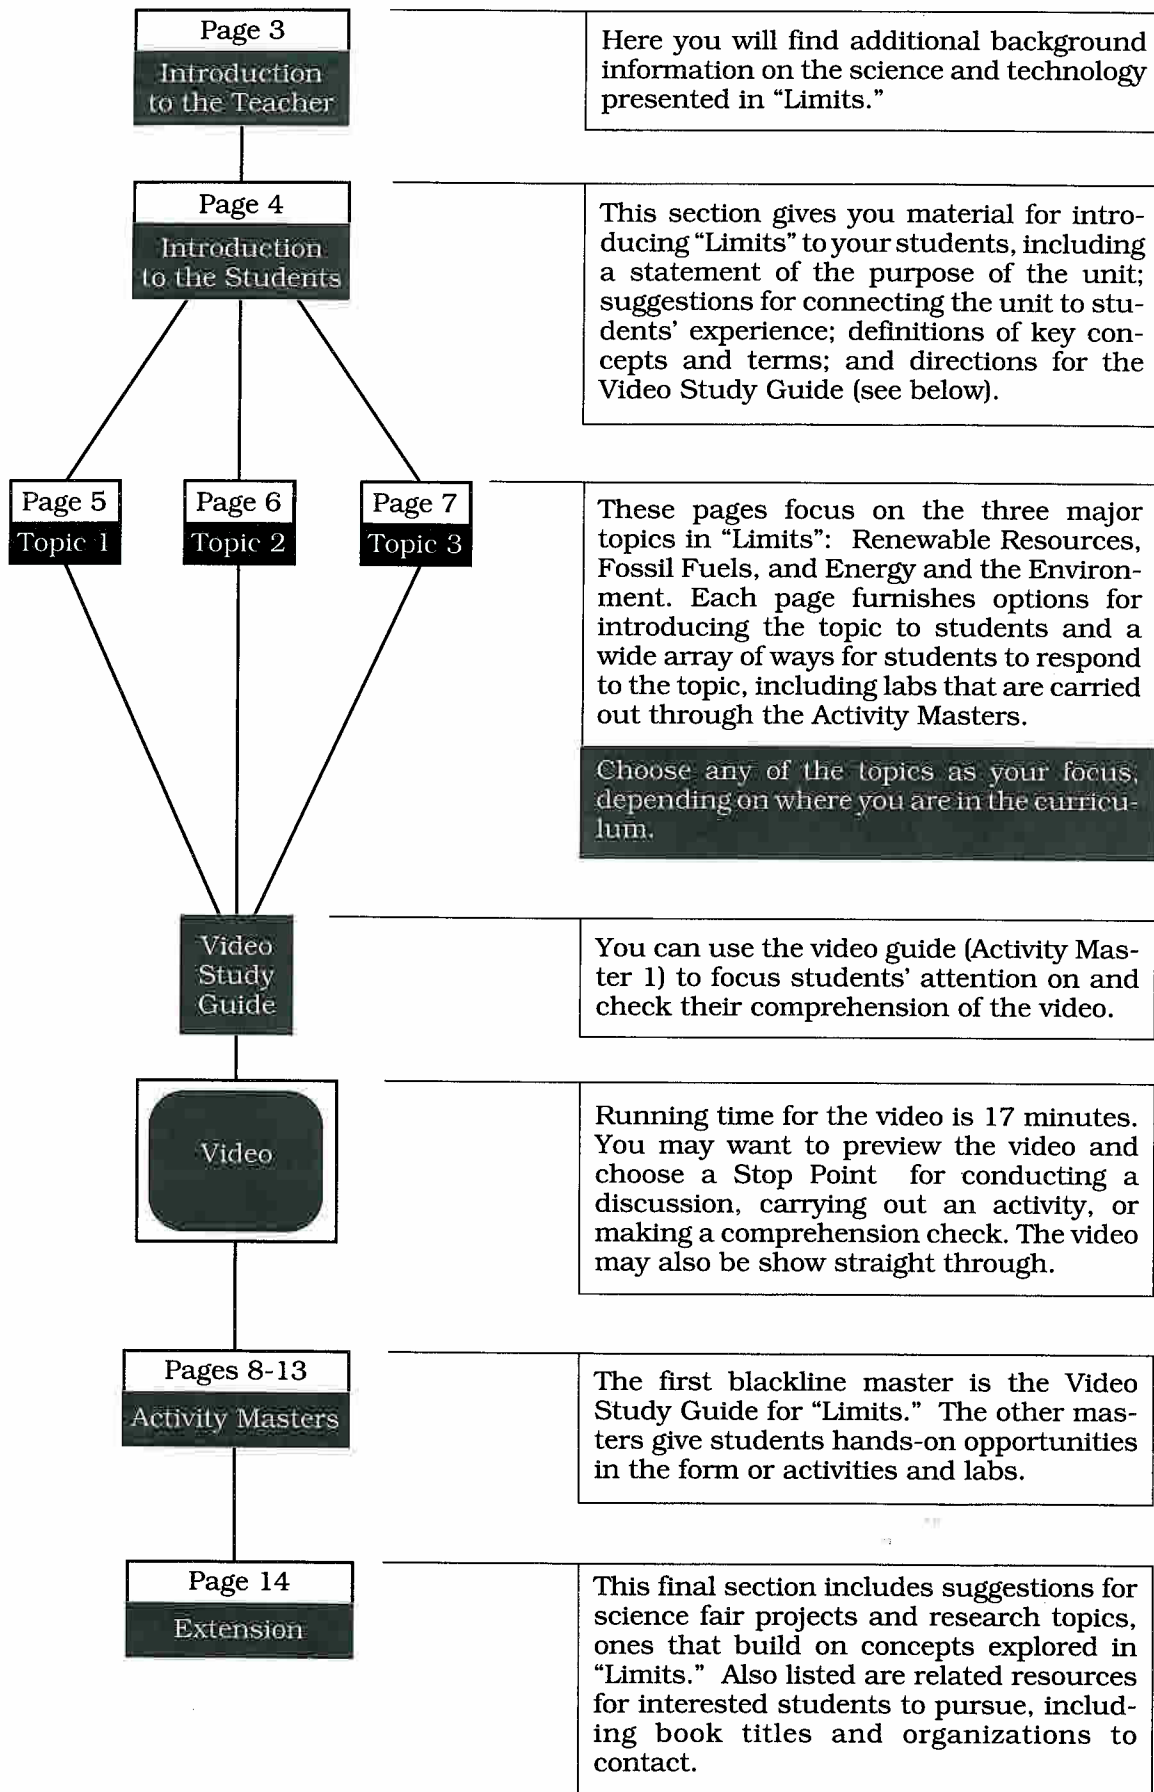 Page 3
Introduction
to the Teacher
Here you will find additional background
information on the science and technology
presented in “Limits.”
Page 4
Introduction
to the Students
This section gives you material for intro-
ducing “Limits” to your students, including
a statement of the purpose of the unit;
suggestions for connecting the unit to stu-
dents’ experience; definitions of key con-
cepts and terms; and directions for the
Video Study Guide (see below).
Page 5
Topic 1
Page 6
Topic 2
Page 7
Topic 3
These pages focus on the three major
topics in “Limits”: Renewable Resources,
Fossil Fuels, and Energy and the Environ-
ment. Each page furnishes options for
introducing the topic to students and a
wide array of ways for students to respond
to the topic, including labs that are carried
out through the Activity Masters.
Choose any of the topics as your focus,
depending on where you are in the curricu-
lum.
Video
Study
Guide
You can use the video guide (Activity Mas-
ter 1) to focus students’ attention on and
check their comprehension of the video.
Video
Running time for the video is 17 minutes.
You may want to preview the video and
choose a Stop Point for conducting a
discussion, carrying out an activity, or
making a comprehension check. The video
may also be show straight through.
Pages 8-13
Activity Masters
The first blackline master is the Video
Study Guide for “Limits.” The other mas-
ters give students hands-on opportunities
in the form or activities and labs.
Page 14
Extension
This final section includes suggestions for
science fair projects and research topics,
ones that build on concepts explored in
“Limits.” Also listed are related resources
for interested students to pursue, includ-
ing book titles and organizations to
contact.